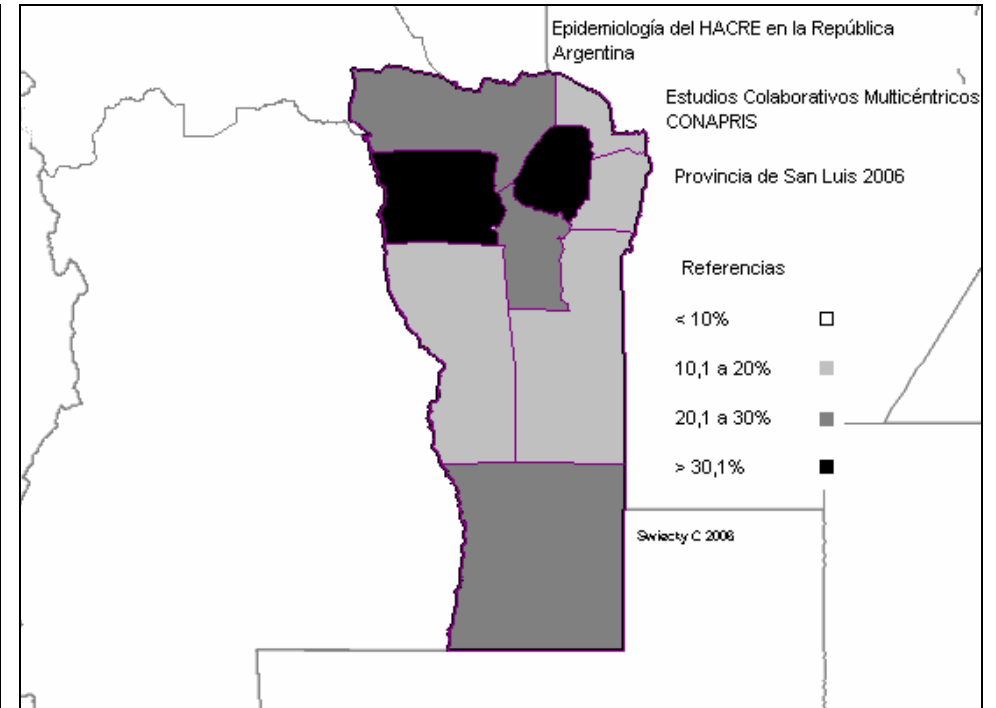 Epidemiología del HACRE en la República
Argentina
Estudios Colaborativos Multicéntricos
CONAPRIS
Provincia de San Luis 2006
Referencias
< 10%
10,1 a 20%
20,1 a 30%
> 30,1%
Swiecty C 2006